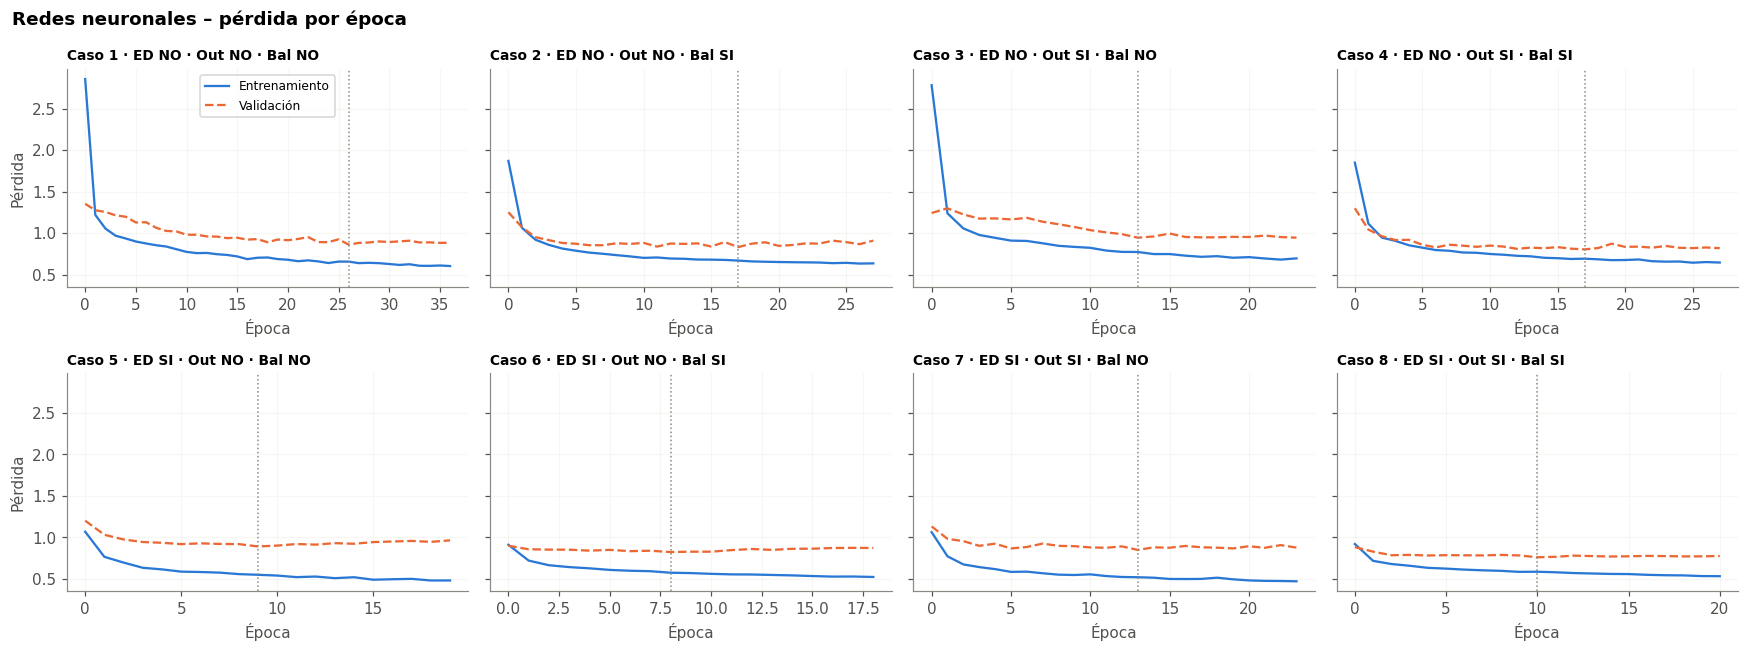 Redes neuronales – pérdida por época
Caso 1 · ED NO · Out NO · Bal NO
Entrenamiento
Validación
Pérdida
2.5
2.0
1.5
1.0
0.5
0 5 10 15 20 25 30 35
Época
Caso 2 · ED NO · Out NO · Bal SI
0 5 10 15 20 25
Época
Caso 3 · ED NO · Out SI · Bal NO
0 5 10 15 20
Época
Caso 4 · ED NO · Out SI · Bal SI
0 5 10 15 20 25
Época
Caso 5 · ED SI · Out NO · Bal NO
Pérdida
2.5
2.0
1.5
1.0
0.5
0 5 10 15
Época
Caso 6 · ED SI · Out NO · Bal SI
0.0 2.5 5.0 7.5 10.0 12.5 15.0 17.5
Época
Caso 7 · ED SI · Out SI · Bal NO
0 5 10 15 20
Época
Caso 8 · ED SI · Out SI · Bal SI
0 5 10 15 20
Época